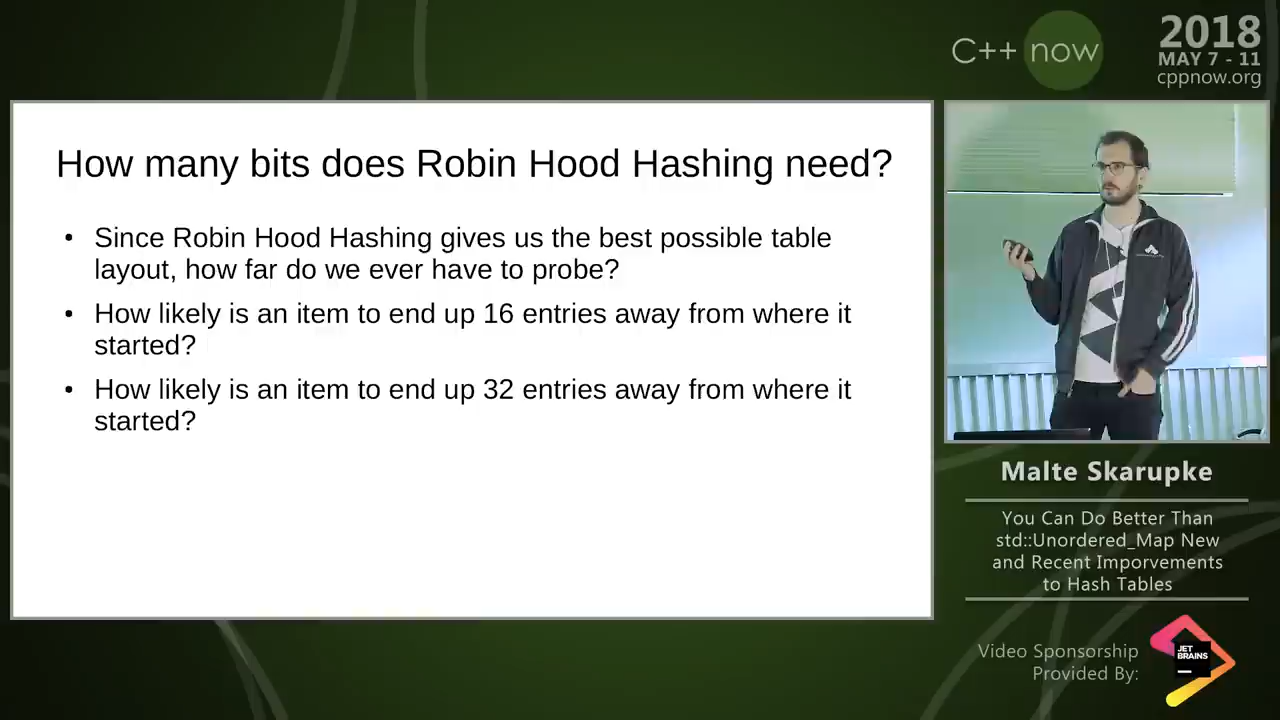 C++ now
2018
MAY 7 - 11
cppnow.org
How many bits does Robin Hood Hashing need?
• Since Robin Hood Hashing gives us the best possible table
layout, how far do we ever have to probe?
• How likely is an item to end up 16 entries away from where it
started?
• How likely is an item to end up 32 entries away from where it
started?
Malte Skarupke
You Can Do Better Than
std::Unordered_Map New
and Recent Imporvements
to Hash Tables
Video Sponsorship
Provided By:
JET
BRAINS